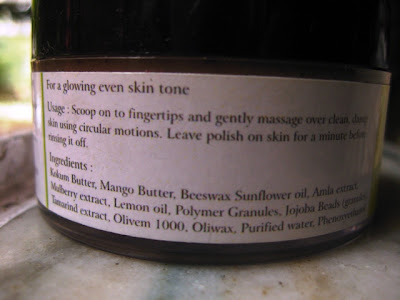 For a glowing even skin tone
Usage : Scoop on to fingertips and gently massage over clean, damp
skin using circular motions. Leave polish on skin for a minute before
rinsing it off.
Ingredients :
Kokum Butter, Mango Butter, Beeswax Sunflower oil, Amla extract,
Mulberry extract, Lemon oil, Polymer Granules, Jojoba Beads (granules),
Tamarind extract, Olivem 1000, Oliwax, Purified water,